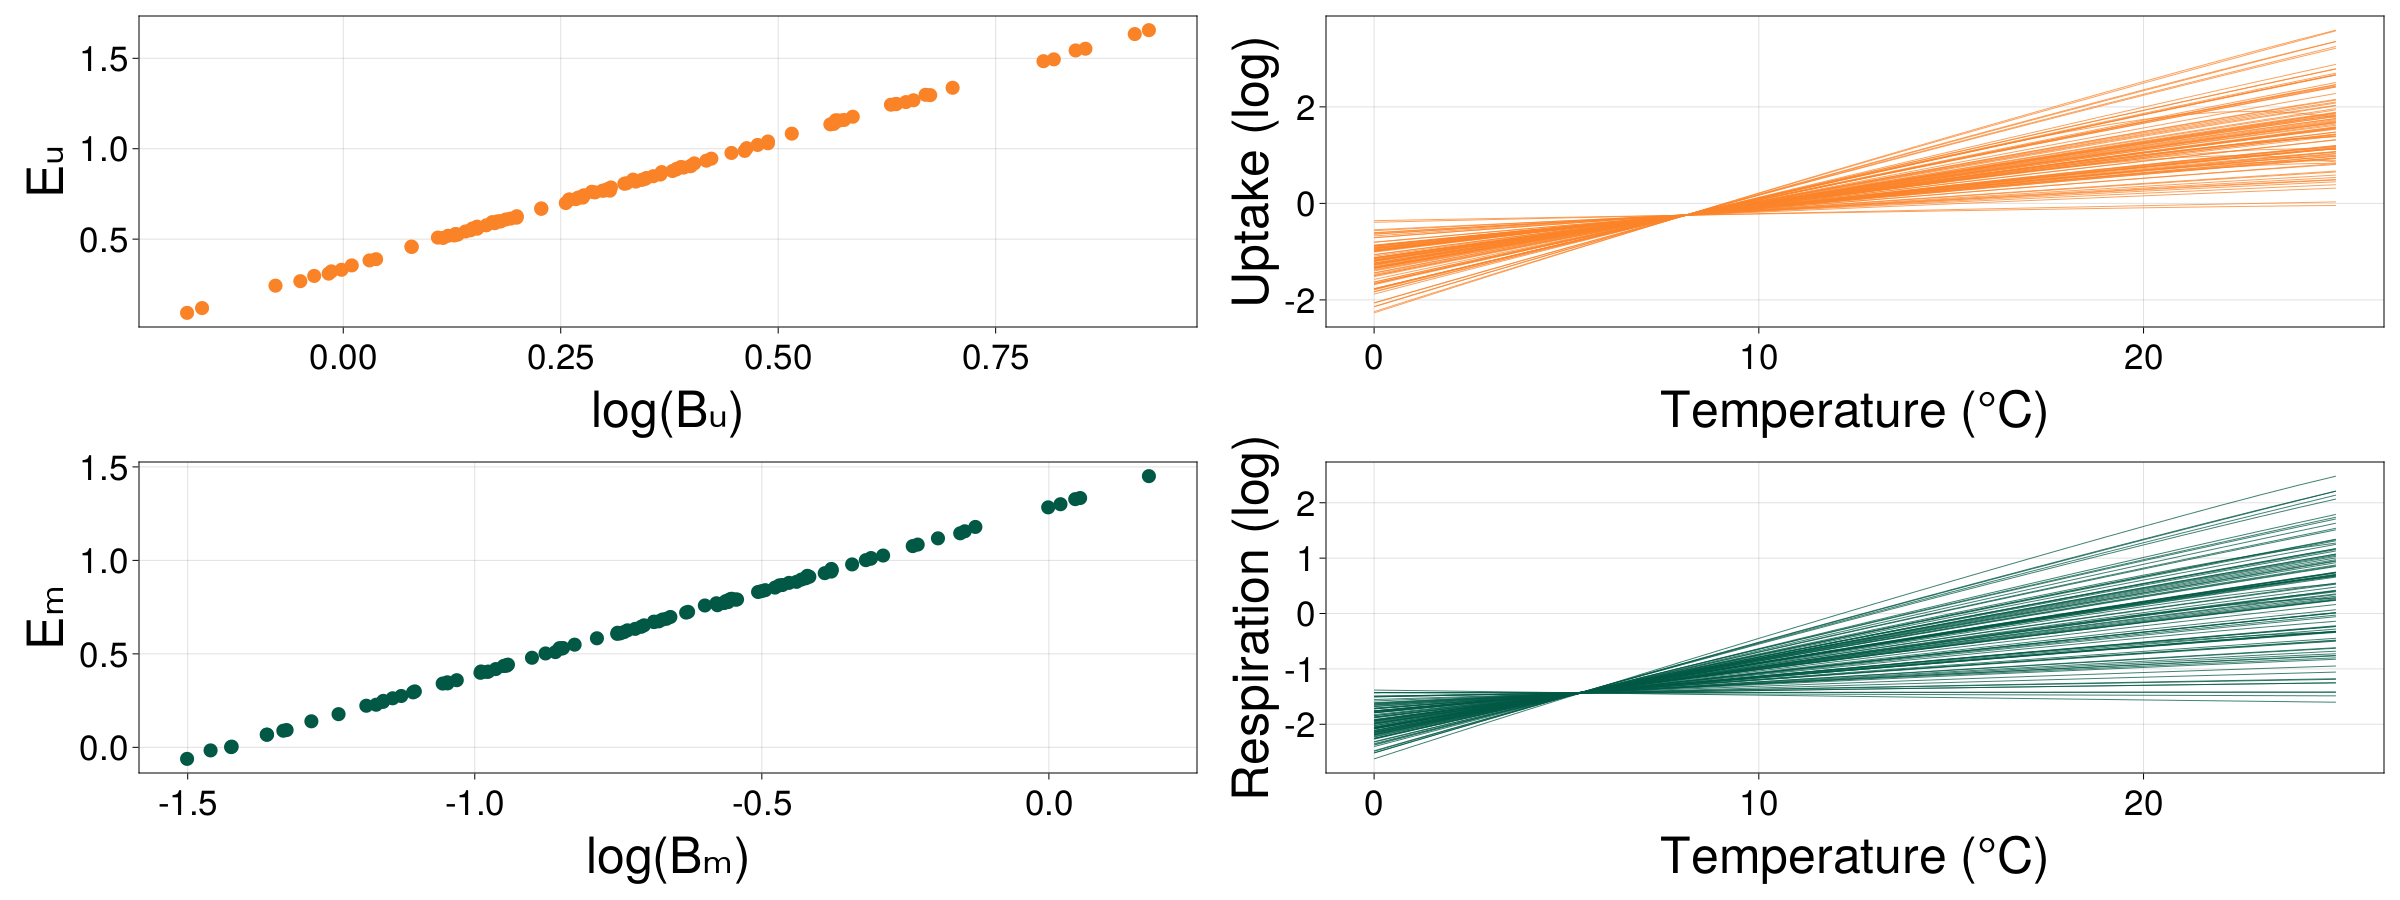 Eᵤ
1.5
1.0
0.5
0.00 0.25 0.50 0.75
log(Bᵤ)
Uptake (log)
2
0
-2
0 10 20
Temperature (°C)
Eₘ
1.5
1.0
0.5
0.0
-1.5 -1.0 -0.5 0.0
log(Bₘ)
Respiration (log)
2
1
0
-1
-2
0 10 20
Temperature (°C)